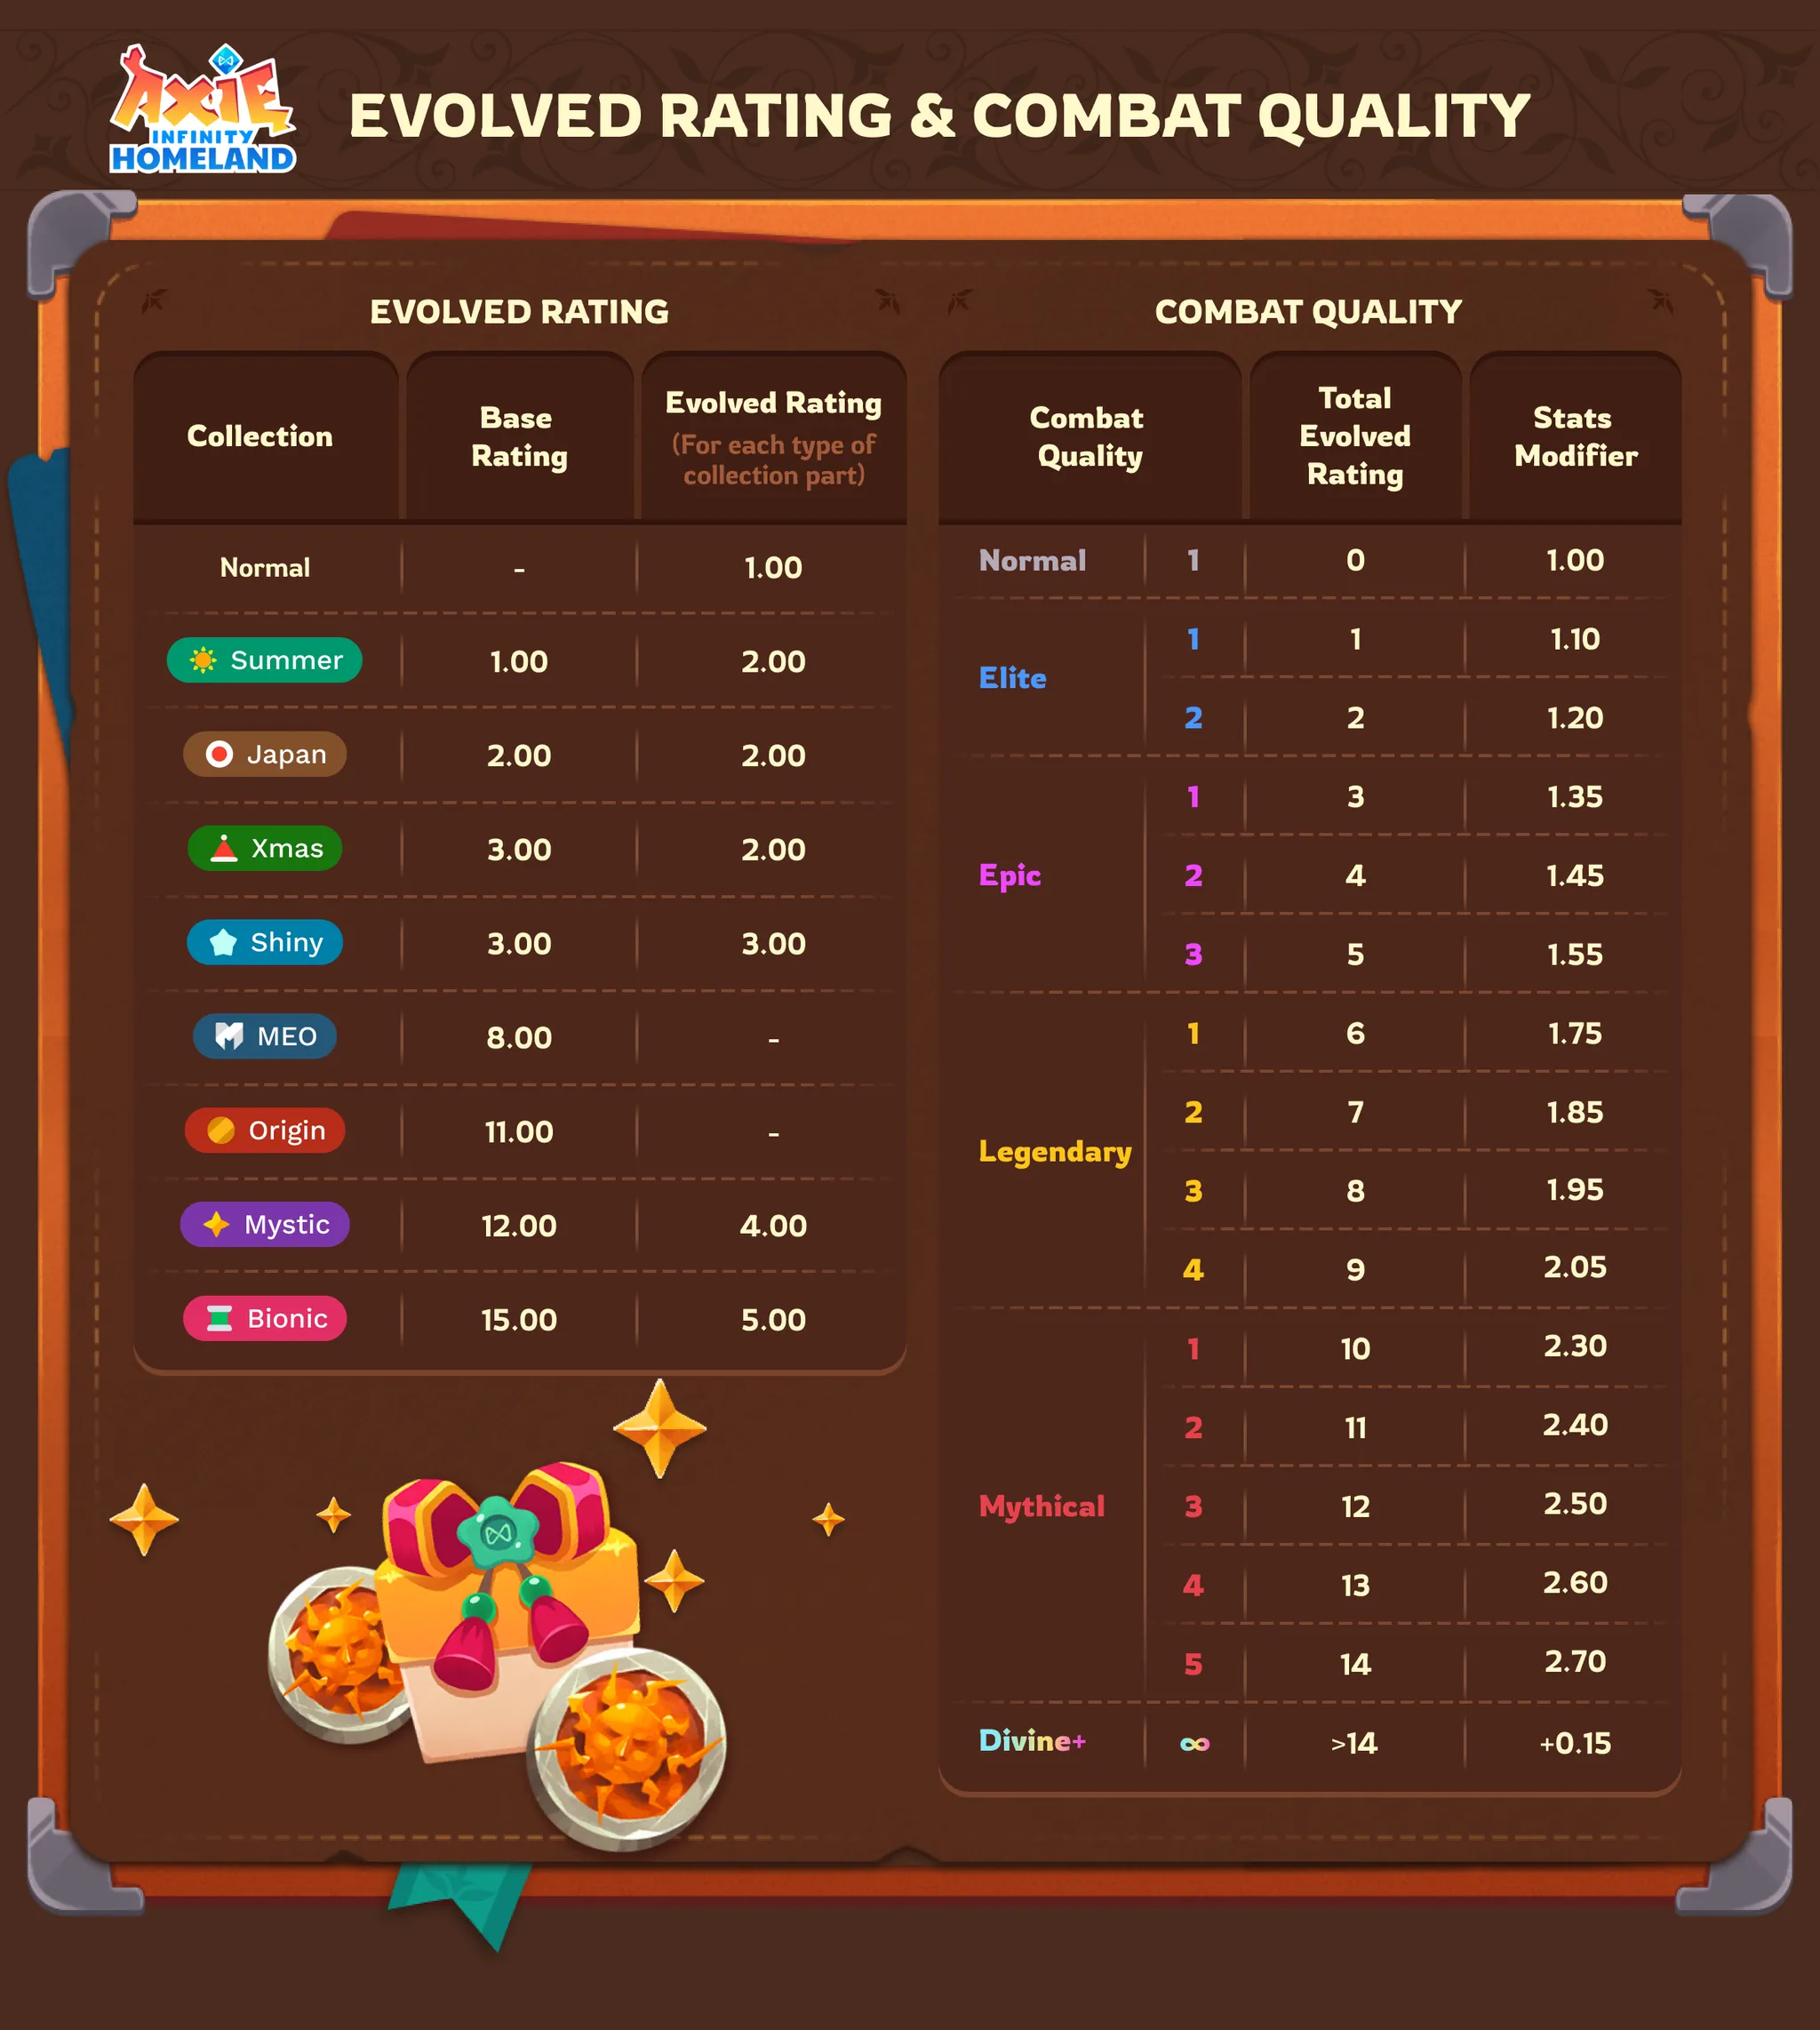 AXIE
INFINITY
HOMELAND
EVOLVED RATING & COMBAT QUALITY
EVOLVED RATING
Collection
Base
Rating
Evolved Rating
(For each type of
collection part)
Normal - 1.00
Summer 1.00 2.00
Japan 2.00 2.00
Xmas 3.00 2.00
Shiny 3.00 3.00
MEO 8.00 -
Origin 11.00 -
Mystic 12.00 4.00
Bionic 15.00 5.00
COMBAT QUALITY
Combat
Quality
Total
Evolved
Rating
Stats
Modifier
Normal 1 0 1.00
Elite
1 1 1.10
2 2 1.20
Epic
1 3 1.35
2 4 1.45
3 5 1.55
Legendary
1 6 1.75
2 7 1.85
3 8 1.95
4 9 2.05
Mythical
1 10 2.30
2 11 2.40
3 12 2.50
4 13 2.60
5 14 2.70
Divine+ ∞ >14 +0.15